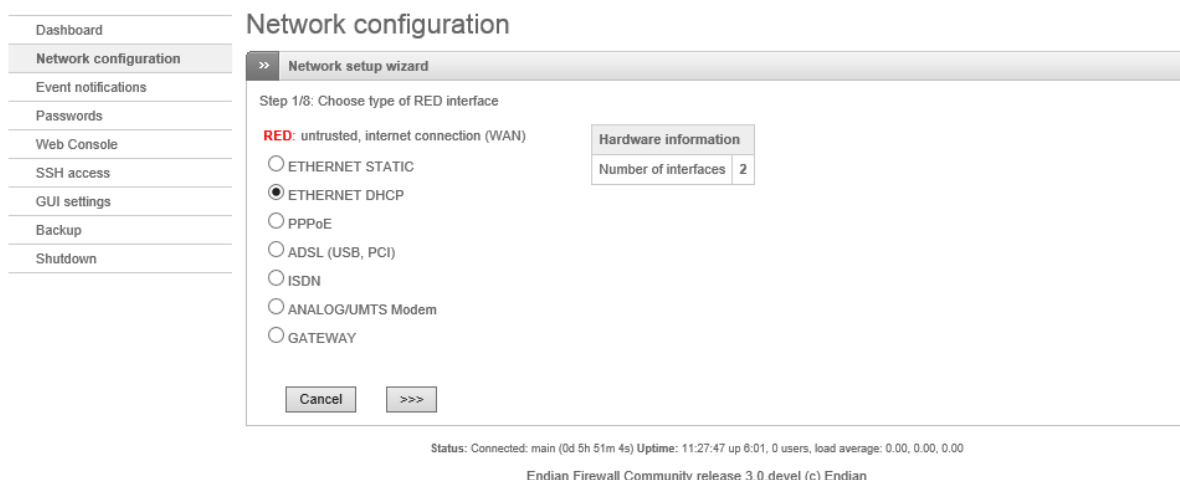 Network configuration
Dashboard
Network configuration
Event notifications
Passwords
Web Console
SSH access
GUI settings
Backup
Shutdown
» Network setup wizard
Step 1/8: Choose type of RED interface
RED: untrusted, internet connection (WAN)
ETHERNET STATIC
ETHERNET DHCP
PPPoE
ADSL (USB, PCI)
ISDN
ANALOG/UMTS Modem
GATEWAY
Hardware information
Number of interfaces 2
Cancel >>>
Status: Connected: main (0d 5h 51m 4s) Uptime: 11:27:47 up 6:01, 0 users, load average: 0.00, 0.00, 0.00
Endian Firewall Community release 3.0.devel (c) Endian